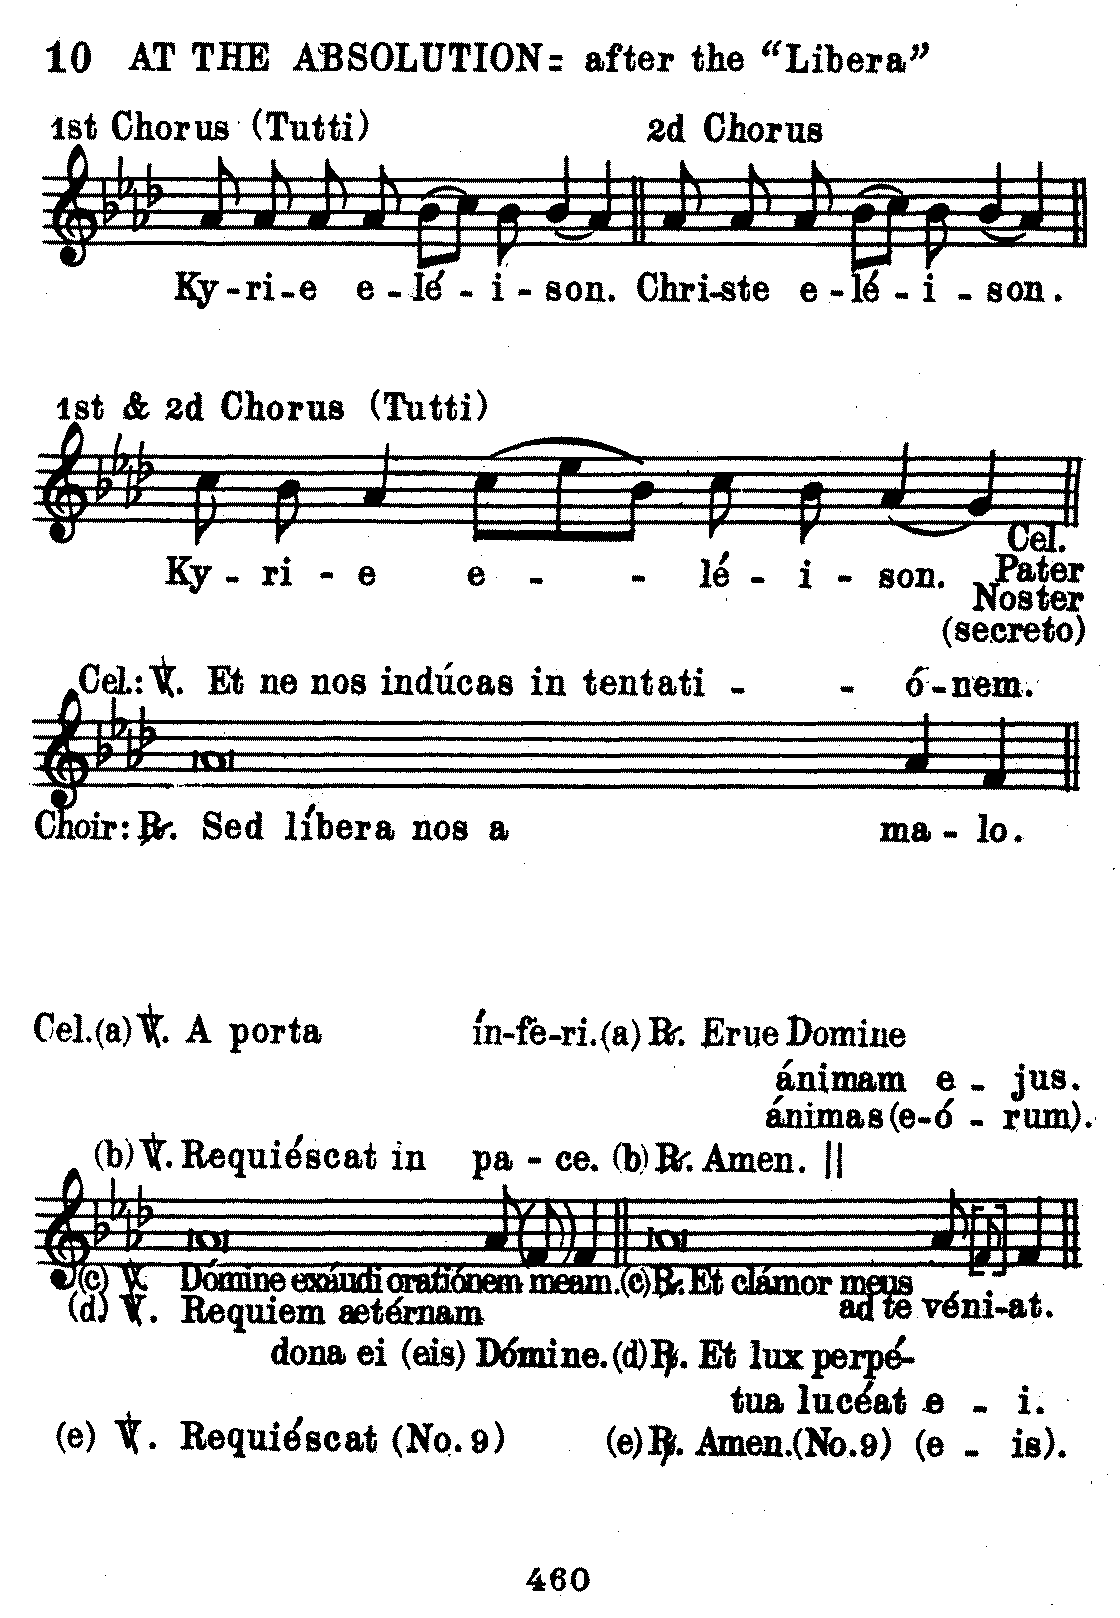 10 AT THE ABSOLUTION= after the “Libera”
1st Chorus (Tutti) 2d Chorus
Ky-ri-e e-lé-i-son. Chri-ste e-lé-i-son.
1st & 2d Chorus (Tutti)
Ky-ri-e e - - lé-i-son.
Cel.
Pater
Noster
(secreto)
Cel.: ℣. Et ne nos indúcas in tentati - - ó-nem.
Choir: ℟. Sed líbera nos a ma-lo.
Cel.(a) ℣. A porta ín-fe-ri.(a) ℟. Erue Domine
ánimam e - jus.
ánimas(e-ó - rum).
(b) ℣. Requiéscat in pa-ce. (b) ℟. Amen. ||
(c) ℣. Dómine exáudi oratiónem meam.(c) ℟. Et clámor meus
(d) ℣. Requiem aetérnam ad te véni-at.
dona ei (eis) Dómine.(d) ℟. Et lux perpé-
tua lucéat e - i.
(e) ℣. Requiéscat (No. 9) (e) ℟. Amen.(No.9) (e - is).
460